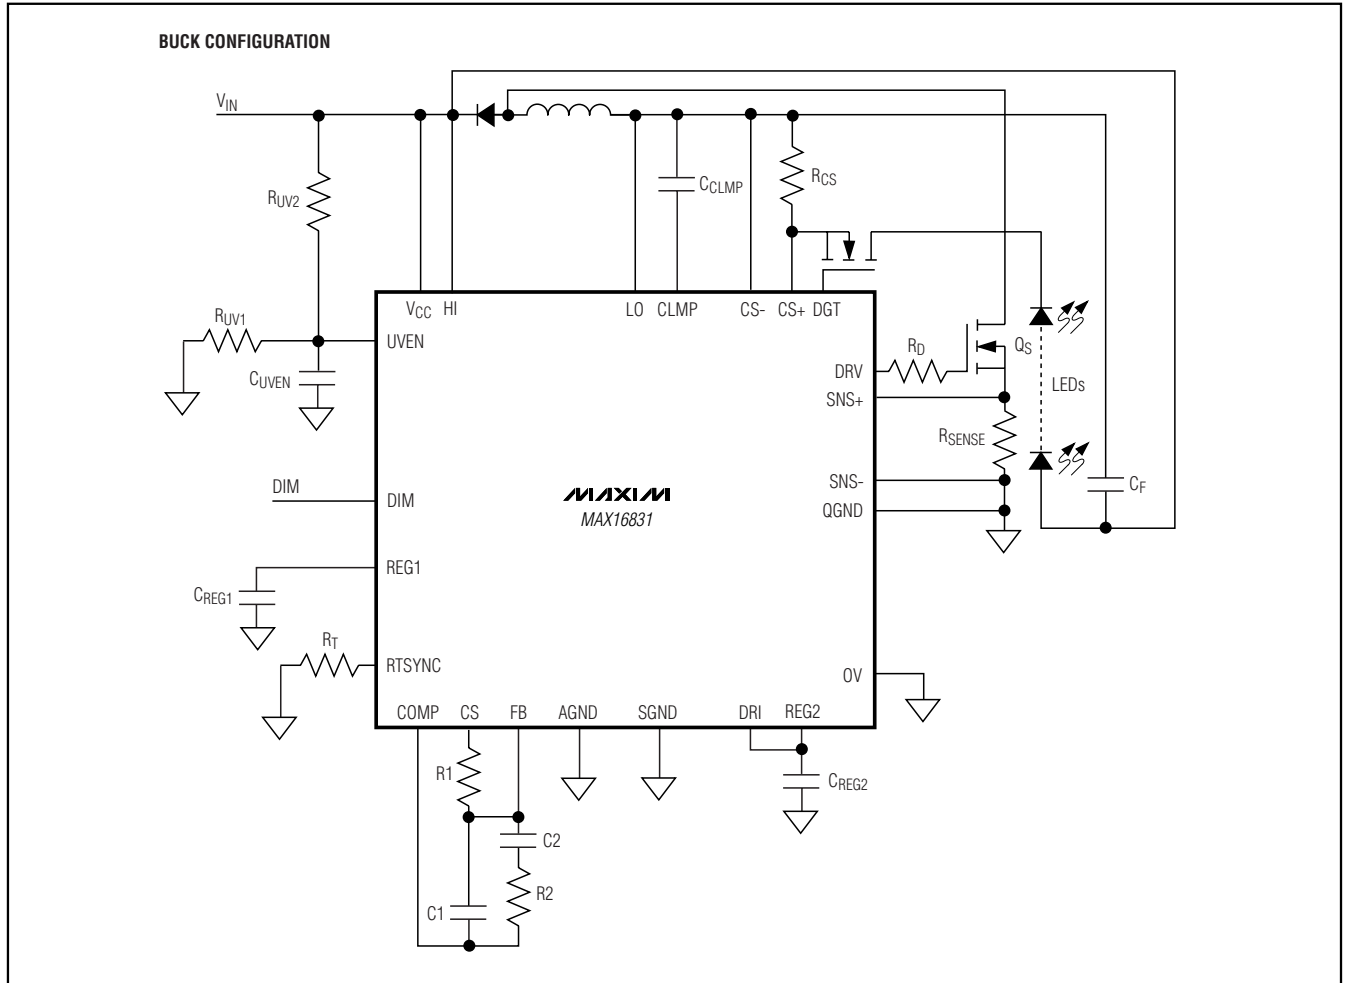 BUCK CONFIGURATION
VIN
RUV2
CCLMP
RCS
VCC HI LO CLMP CS- CS+ DGT
RUV1
UVEN
CUVEN
RD
QS
DRV
LEDs
SNS+
RSENSE
SNS-
CF
DIM
DIM
QGND
MAXIM
MAX16831
REG1
CREG1
RT
RTSYNC
OV
COMP CS FB AGND SGND DRI REG2
R1
CREG2
C2
R2
C1